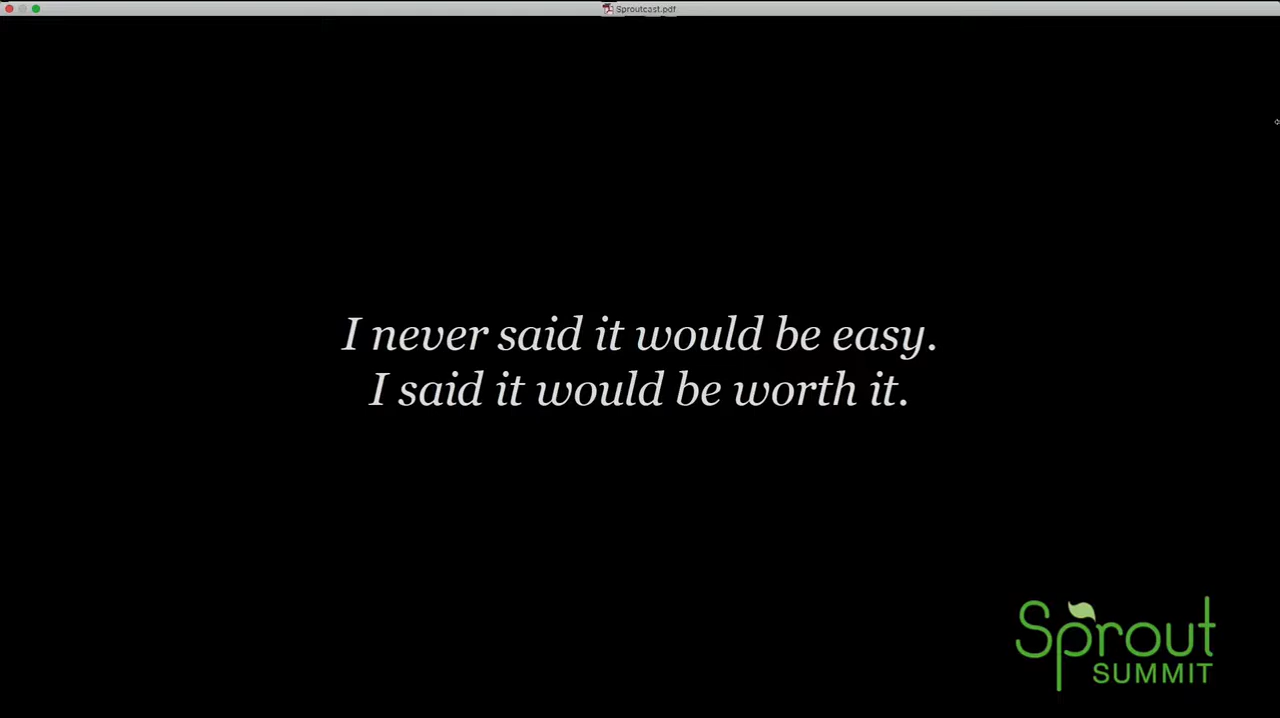 Sproutcast.pdf
I never said it would be easy.
I said it would be worth it.
Sprout
SUMMIT